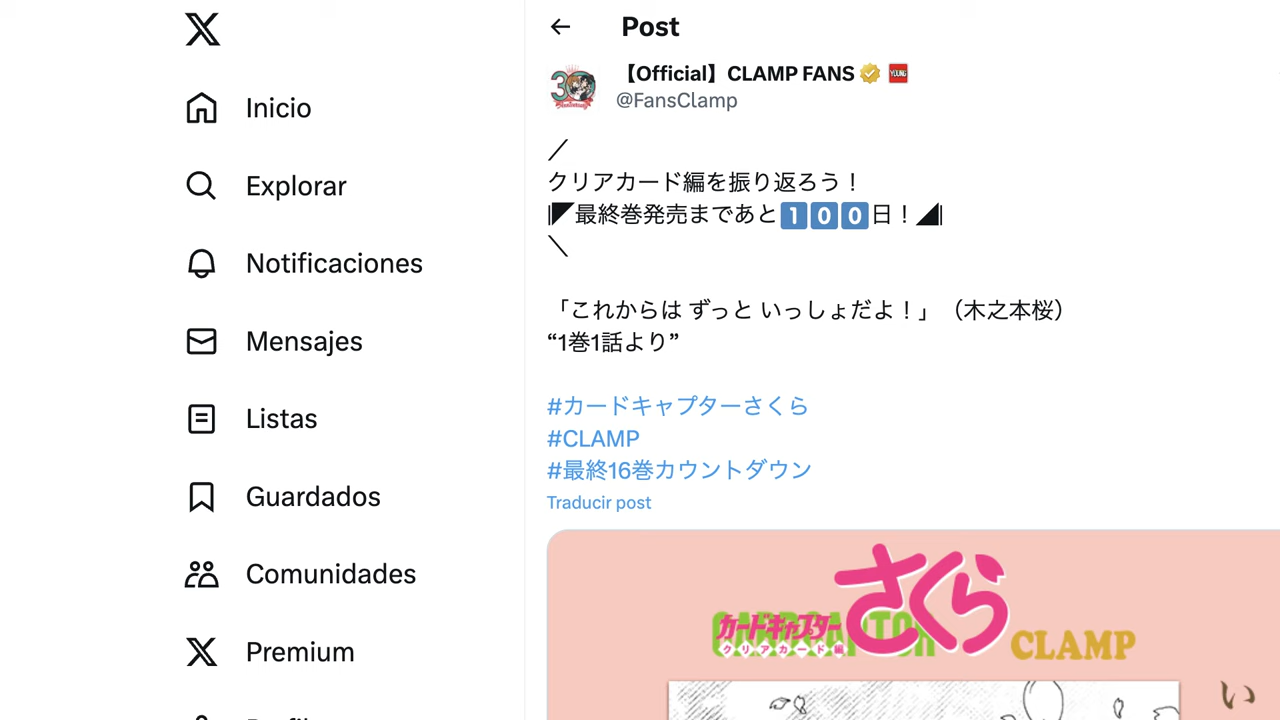 Inicio
Explorar
Notificaciones
Mensajes
Listas
Guardados
Comunidades
Premium
Post
【Official】CLAMP FANS
YOUNG
@FansClamp
／
クリアカード編を振り返ろう！
◤最終巻発売まであと1️⃣0️⃣0️⃣日！◢
＼
「これからは ずっと いっしょだよ！」（木之本桜）
“1巻1話より”
#カードキャプターさくら
#CLAMP
#最終16巻カウントダウン
Traducir post
カードキャプター
さくら
クリアカード編
CLAMP
い